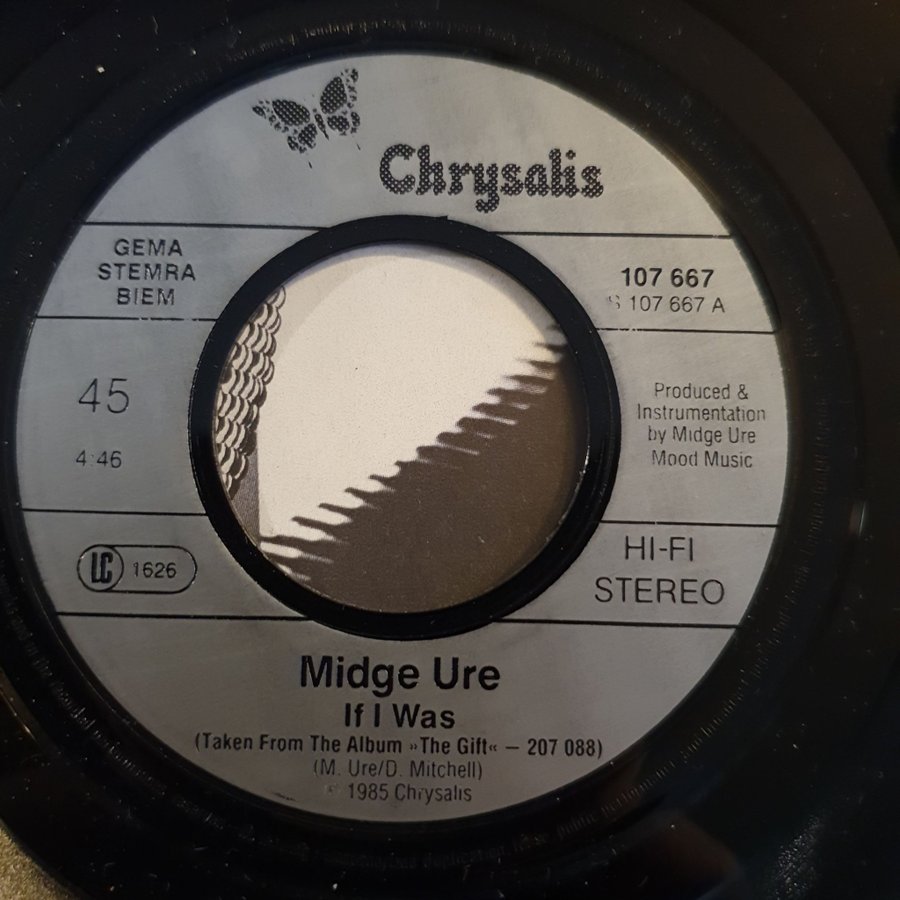 Chrysalis
GEMA
STEMRA
BIEM
107 667
S 107 667 A
45
4:46
Produced &
Instrumentation
by Midge Ure
Mood Music
LC 1626
HI-FI
STEREO
Midge Ure
If I Was
(Taken From The Album »The Gift« – 207 088)
(M. Ure/D. Mitchell)
1985 Chrysalis